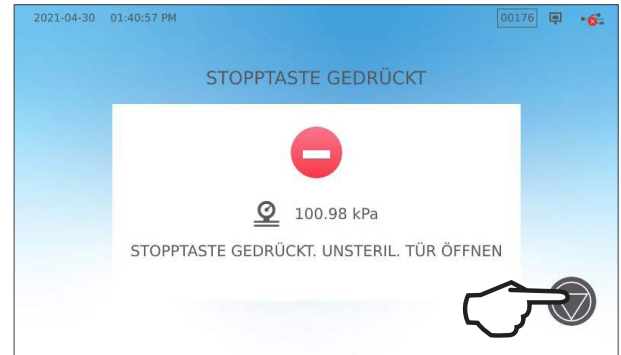 2021-04-30 01:40:57 PM 00176
STOPPTASTE GEDRÜCKT
100.98 kPa
STOPPTASTE GEDRÜCKT. UNSTERIL. TÜR ÖFFNEN